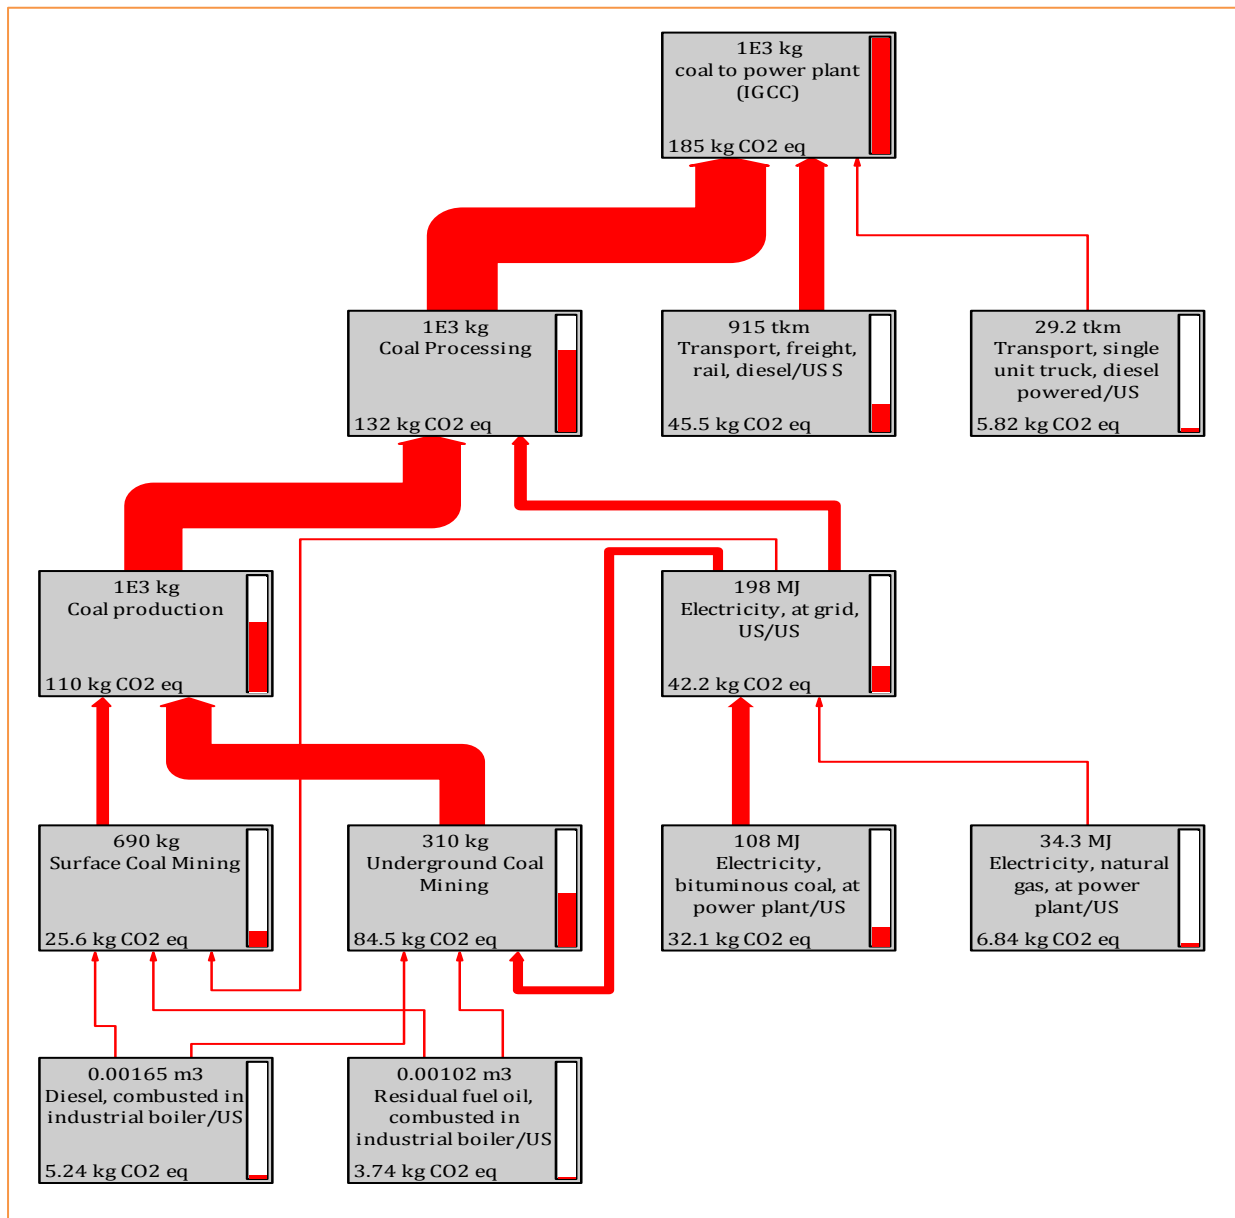 1E3 kg
coal to power plant
(IGCC)
185 kg CO2 eq
1E3 kg
Coal Processing
132 kg CO2 eq
915 tkm
Transport, freight,
rail, diesel/US S
45.5 kg CO2 eq
29.2 tkm
Transport, single
unit truck, diesel
powered/US
5.82 kg CO2 eq
1E3 kg
Coal production
110 kg CO2 eq
198 MJ
Electricity, at grid,
US/US
42.2 kg CO2 eq
690 kg
Surface Coal Mining
25.6 kg CO2 eq
310 kg
Underground Coal
Mining
84.5 kg CO2 eq
108 MJ
Electricity,
bituminous coal, at
power plant/US
32.1 kg CO2 eq
34.3 MJ
Electricity, natural
gas, at power
plant/US
6.84 kg CO2 eq
0.00165 m3
Diesel, combusted in
industrial boiler/US
5.24 kg CO2 eq
0.00102 m3
Residual fuel oil,
combusted in
industrial boiler/US
3.74 kg CO2 eq